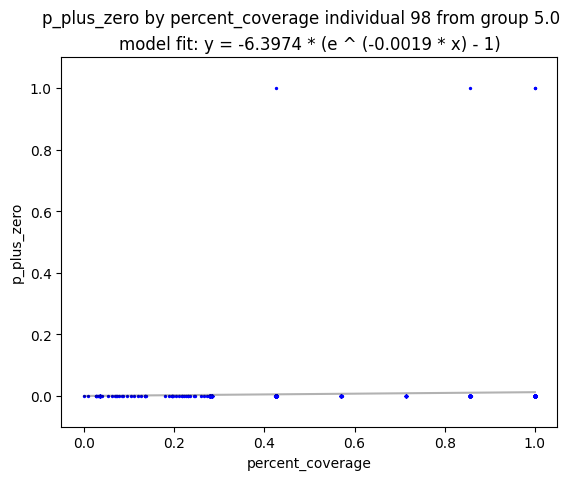 p_plus_zero by percent_coverage individual 98 from group 5.0
model fit: y = -6.3974 * (e ^ (-0.0019 * x) - 1)
1.0
0.8
0.6
0.4
0.2
0.0
p_plus_zero
0.0 0.2 0.4 0.6 0.8 1.0
percent_coverage